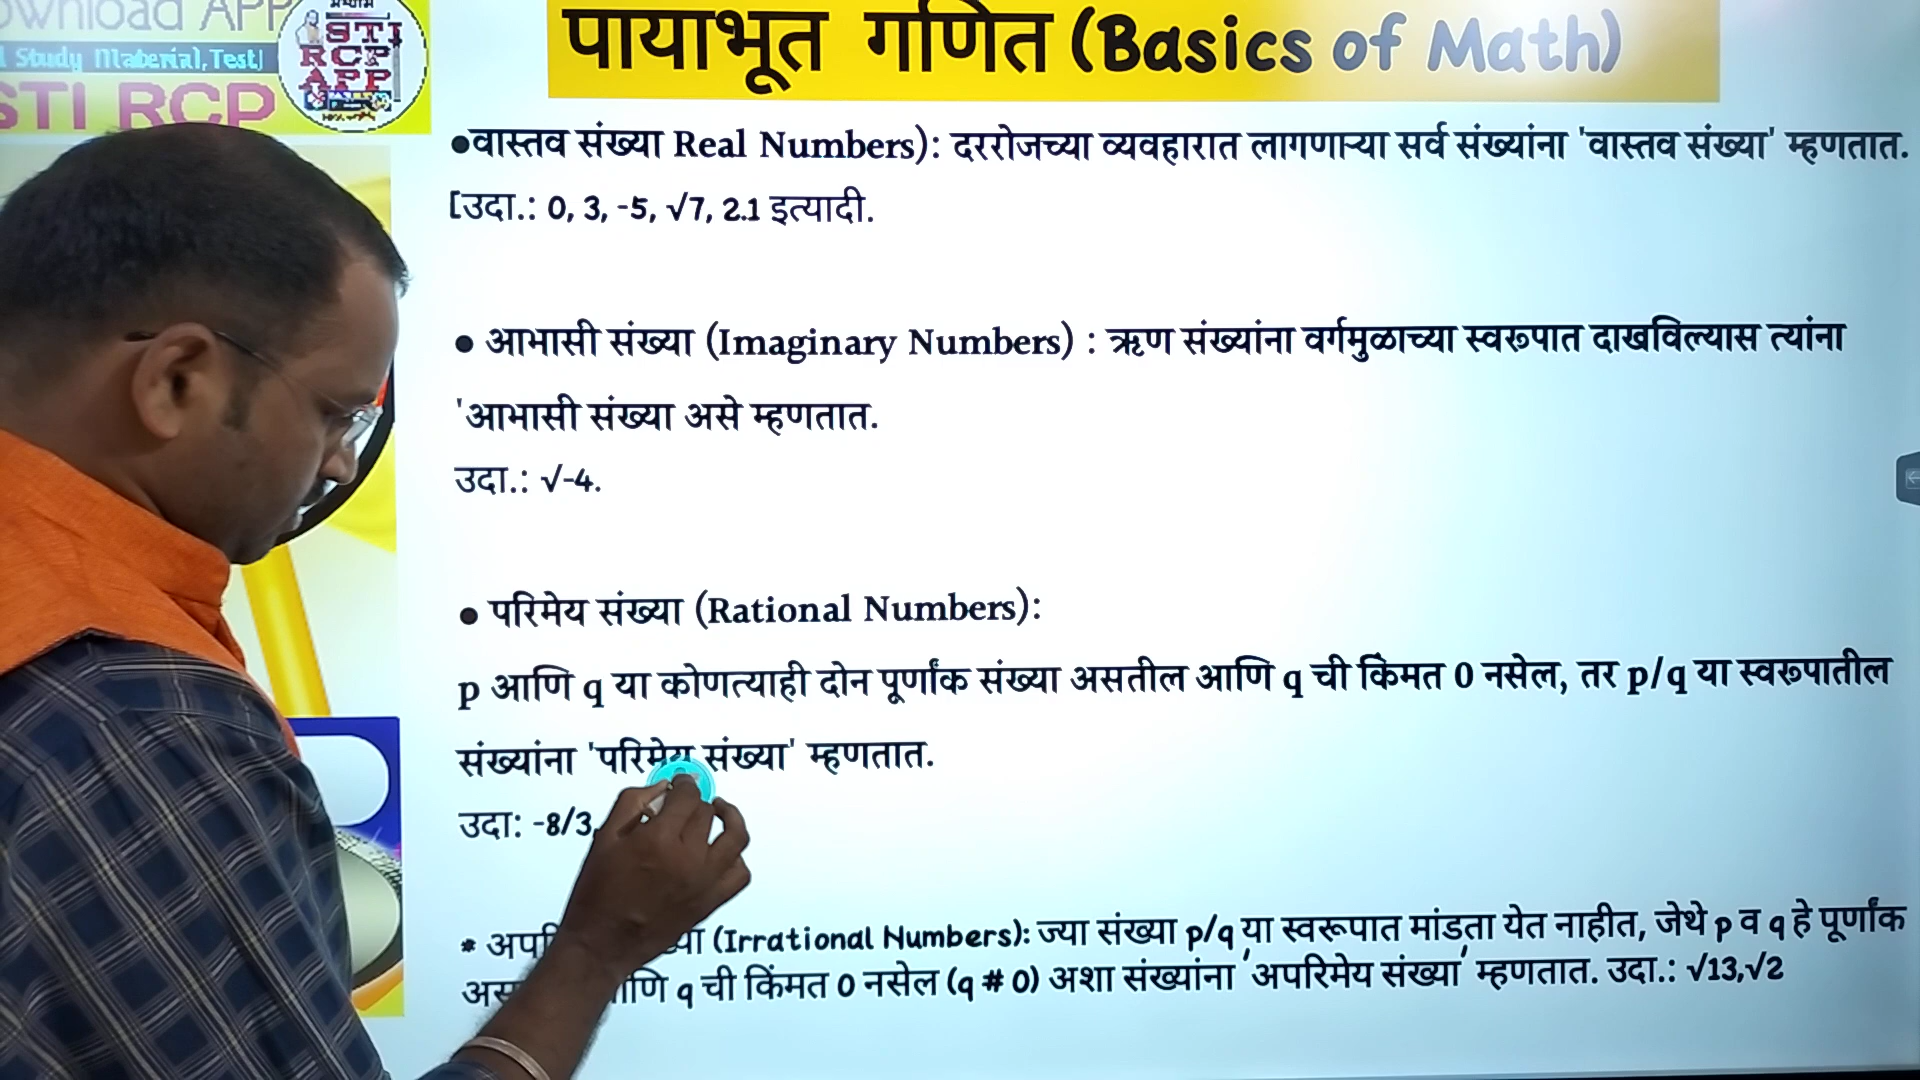 APP
Study Material, Test]
STI RCP
STI
RCP
APP
पायाभूत गणित (Basics of Math)
●वास्तव संख्या Real Numbers): दररोजच्या व्यवहारात लागणाऱ्या सर्व संख्यांना 'वास्तव संख्या' म्हणतात.
[उदा.: 0, 3, -5, √7, 2.1 इत्यादी.
● आभासी संख्या (Imaginary Numbers) : ऋण संख्यांना वर्गमुळाच्या स्वरूपात दाखविल्यास त्यांना
'आभासी संख्या असे म्हणतात.
उदा.: √-4.
● परिमेय संख्या (Rational Numbers):
p आणि q या कोणत्याही दोन पूर्णांक संख्या असतील आणि q ची किंमत 0 नसेल, तर p/q या स्वरूपातील
संख्यांना 'परिमेय संख्या' म्हणतात.
उदा: -8/3,
* (Irrational Numbers): ज्या संख्या p/q या स्वरूपात मांडता येत नाहीत, जेथे p व q हे पूर्णांक
q ची किंमत 0 नसेल (q # 0) अशा संख्यांना 'अपरिमेय संख्या' म्हणतात. उदा.: √13,√2